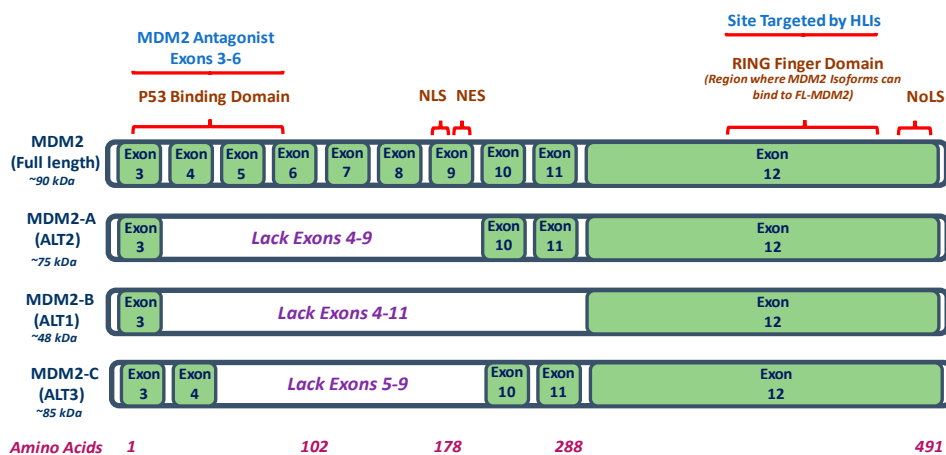 MDM2 Antagonist
Exons 3-6
Site Targeted by HLIs
P53 Binding Domain
NLS NES
RING Finger Domain
(Region where MDM2 Isoforms can
bind to FL-MDM2)
NoLS
MDM2
(Full length)
~90 kDa
Exon
3
Exon
4
Exon
5
Exon
6
Exon
7
Exon
8
Exon
9
Exon
10
Exon
11
Exon
12
MDM2-A
(ALT2)
~75 kDa
Exon
3
Lack Exons 4-9
Exon
10
Exon
11
Exon
12
MDM2-B
(ALT1)
~48 kDa
Exon
3
Lack Exons 4-11
Exon
12
MDM2-C
(ALT3)
~85 kDa
Exon
3
Exon
4
Lack Exons 5-9
Exon
10
Exon
11
Exon
12
Amino Acids 1 102 178 288 491